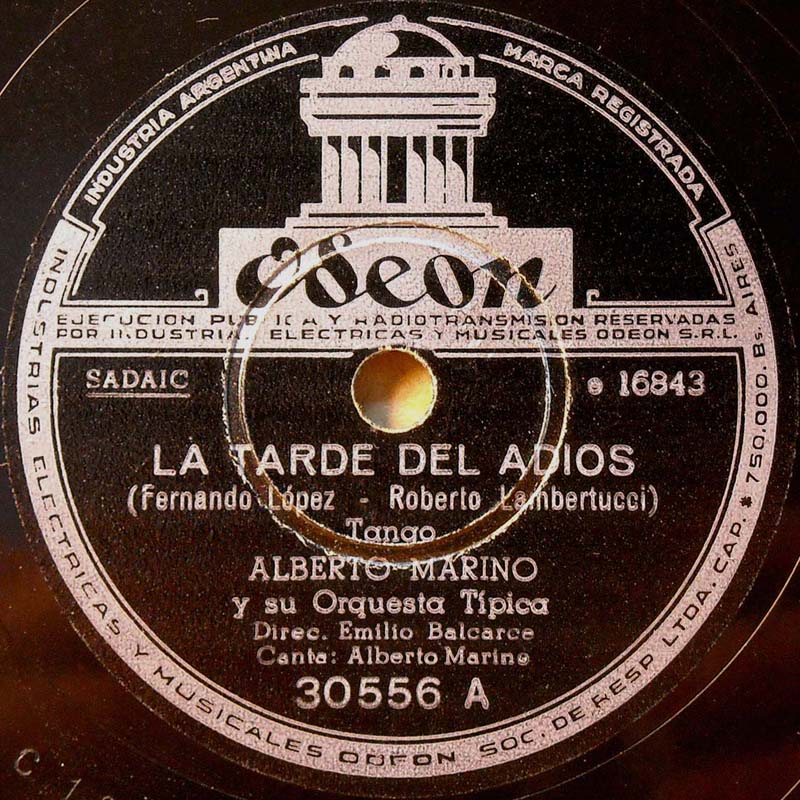 INDUSTRIA ARGENTINA
MARCA REGISTRADA
Odeon
EJECUCION PUBLICA Y RADIOTRANSMISION RESERVADAS
POR INDUSTRIAS ELECTRICAS Y MUSICALES ODEON S.R.L.
SADAIC
e 16843
LA TARDE DEL ADIOS
(Fernando López - Roberto Lambertucci)
Tango
ALBERTO MARINO
y su Orquesta Típica
Direc. Emilio Balcarce
Canta: Alberto Marino
30556 A
INDUSTRIAS ELECTRICAS Y MUSICALES ODEON SOC. DE RESP. LTDA. CAP. $ 750.000. Bs. AIRES